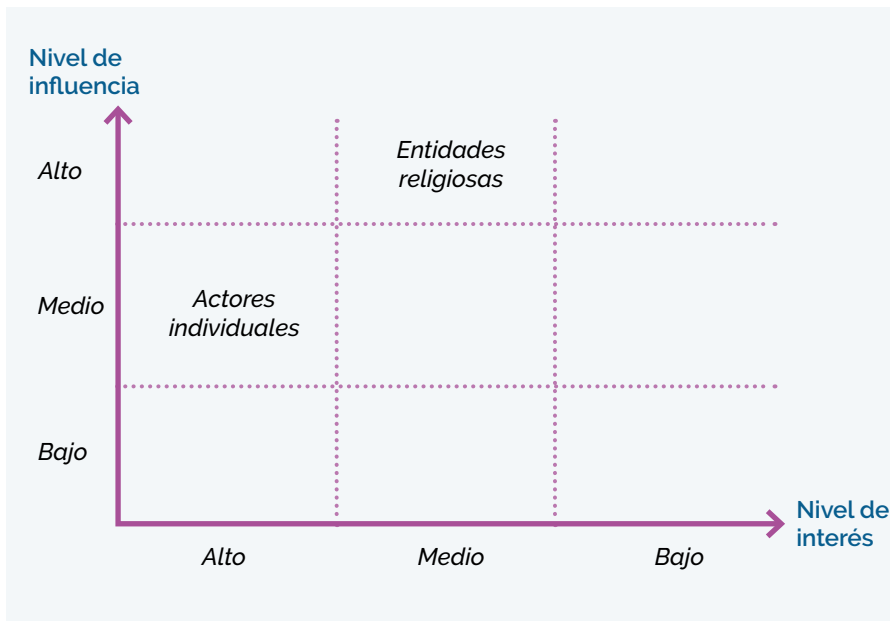 Nivel de
influencia
Alto
Entidades
religiosas
Medio
Actores
individuales
Bajo
Nivel de
interés
Alto
Medio
Bajo